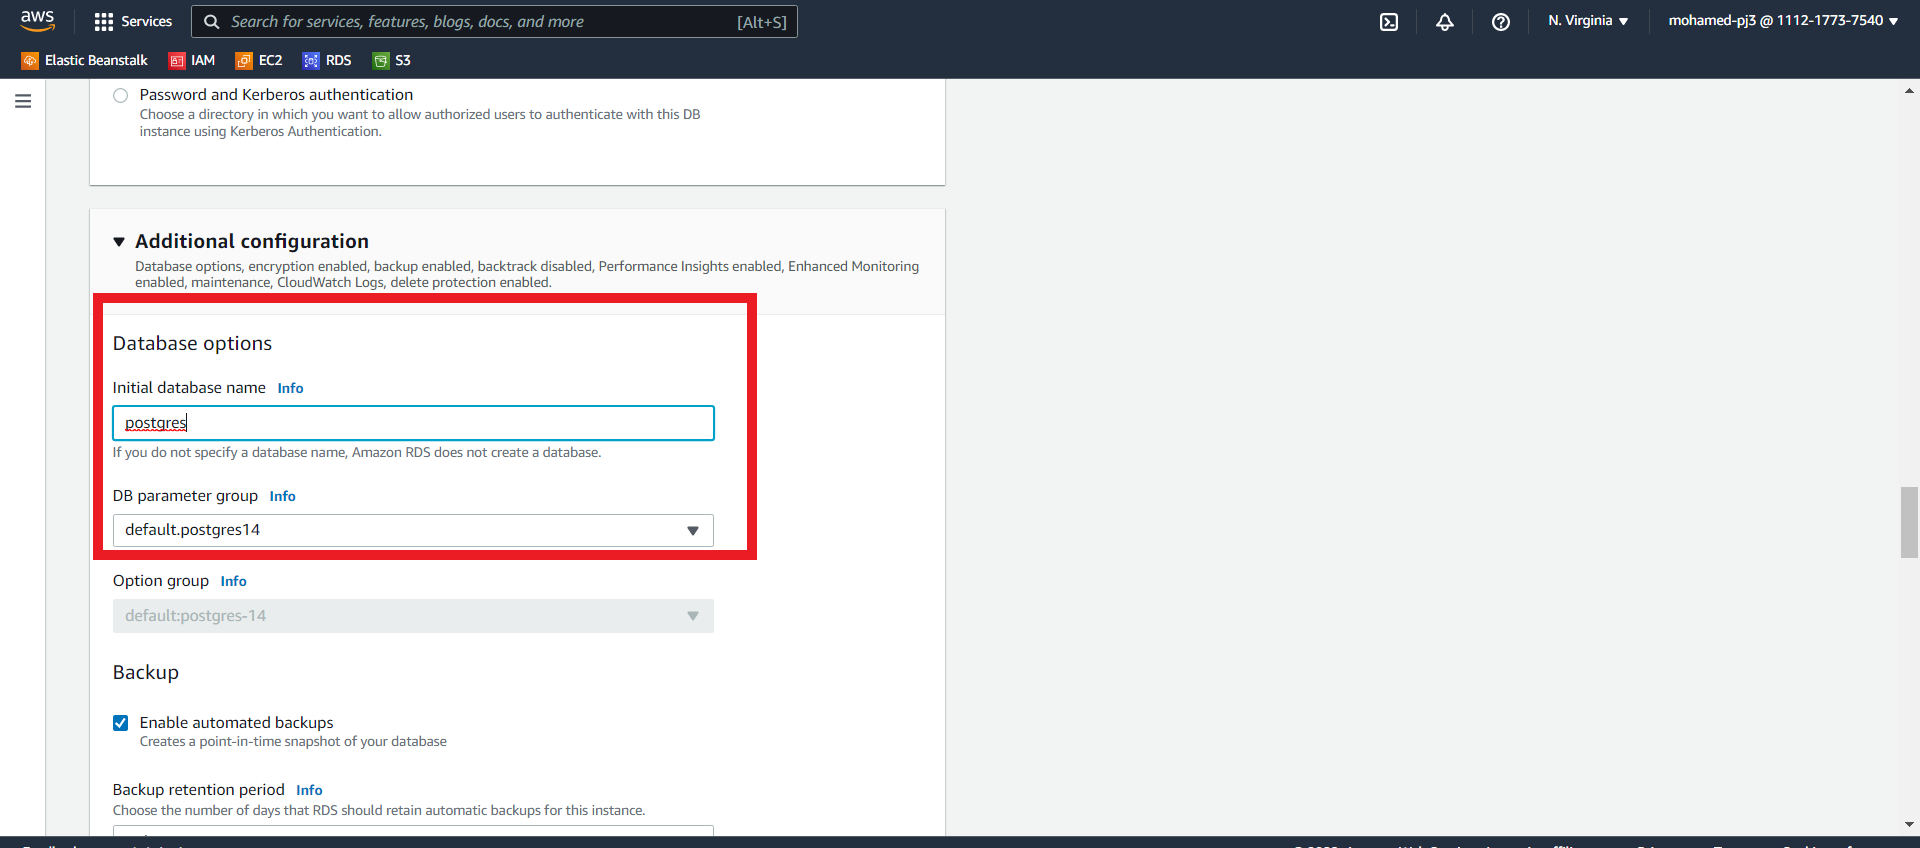 aws
Services
Search for services, features, blogs, docs, and more
[Alt+S]
N. Virginia
mohamed-pj3 @ 1112-1773-7540
Elastic Beanstalk
IAM
EC2
RDS
S3
Password and Kerberos authentication
Choose a directory in which you want to allow authorized users to authenticate with this DB
instance using Kerberos Authentication.
Additional configuration
Database options, encryption enabled, backup enabled, backtrack disabled, Performance Insights enabled, Enhanced Monitoring
enabled, maintenance, CloudWatch Logs, delete protection enabled.
Database options
Initial database name Info
postgres
If you do not specify a database name, Amazon RDS does not create a database.
DB parameter group Info
default.postgres14
Option group Info
default:postgres-14
Backup
Enable automated backups
Creates a point-in-time snapshot of your database
Backup retention period Info
Choose the number of days that RDS should retain automatic backups for this instance.